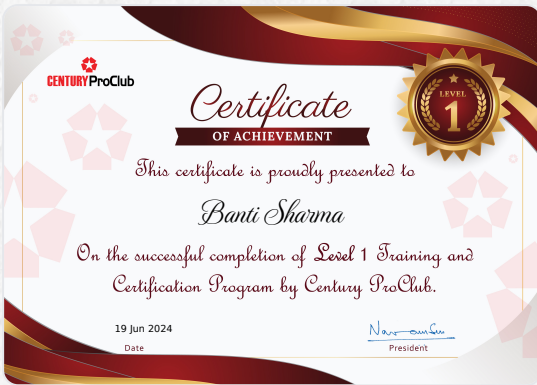 CENTURY ProClub
Certificate
OF ACHIEVEMENT
LEVEL
1
This certificate is proudly presented to
Banti Sharma
On the successful completion of Level 1 Training and
Certification Program by Century ProClub.
19 Jun 2024
Date
President